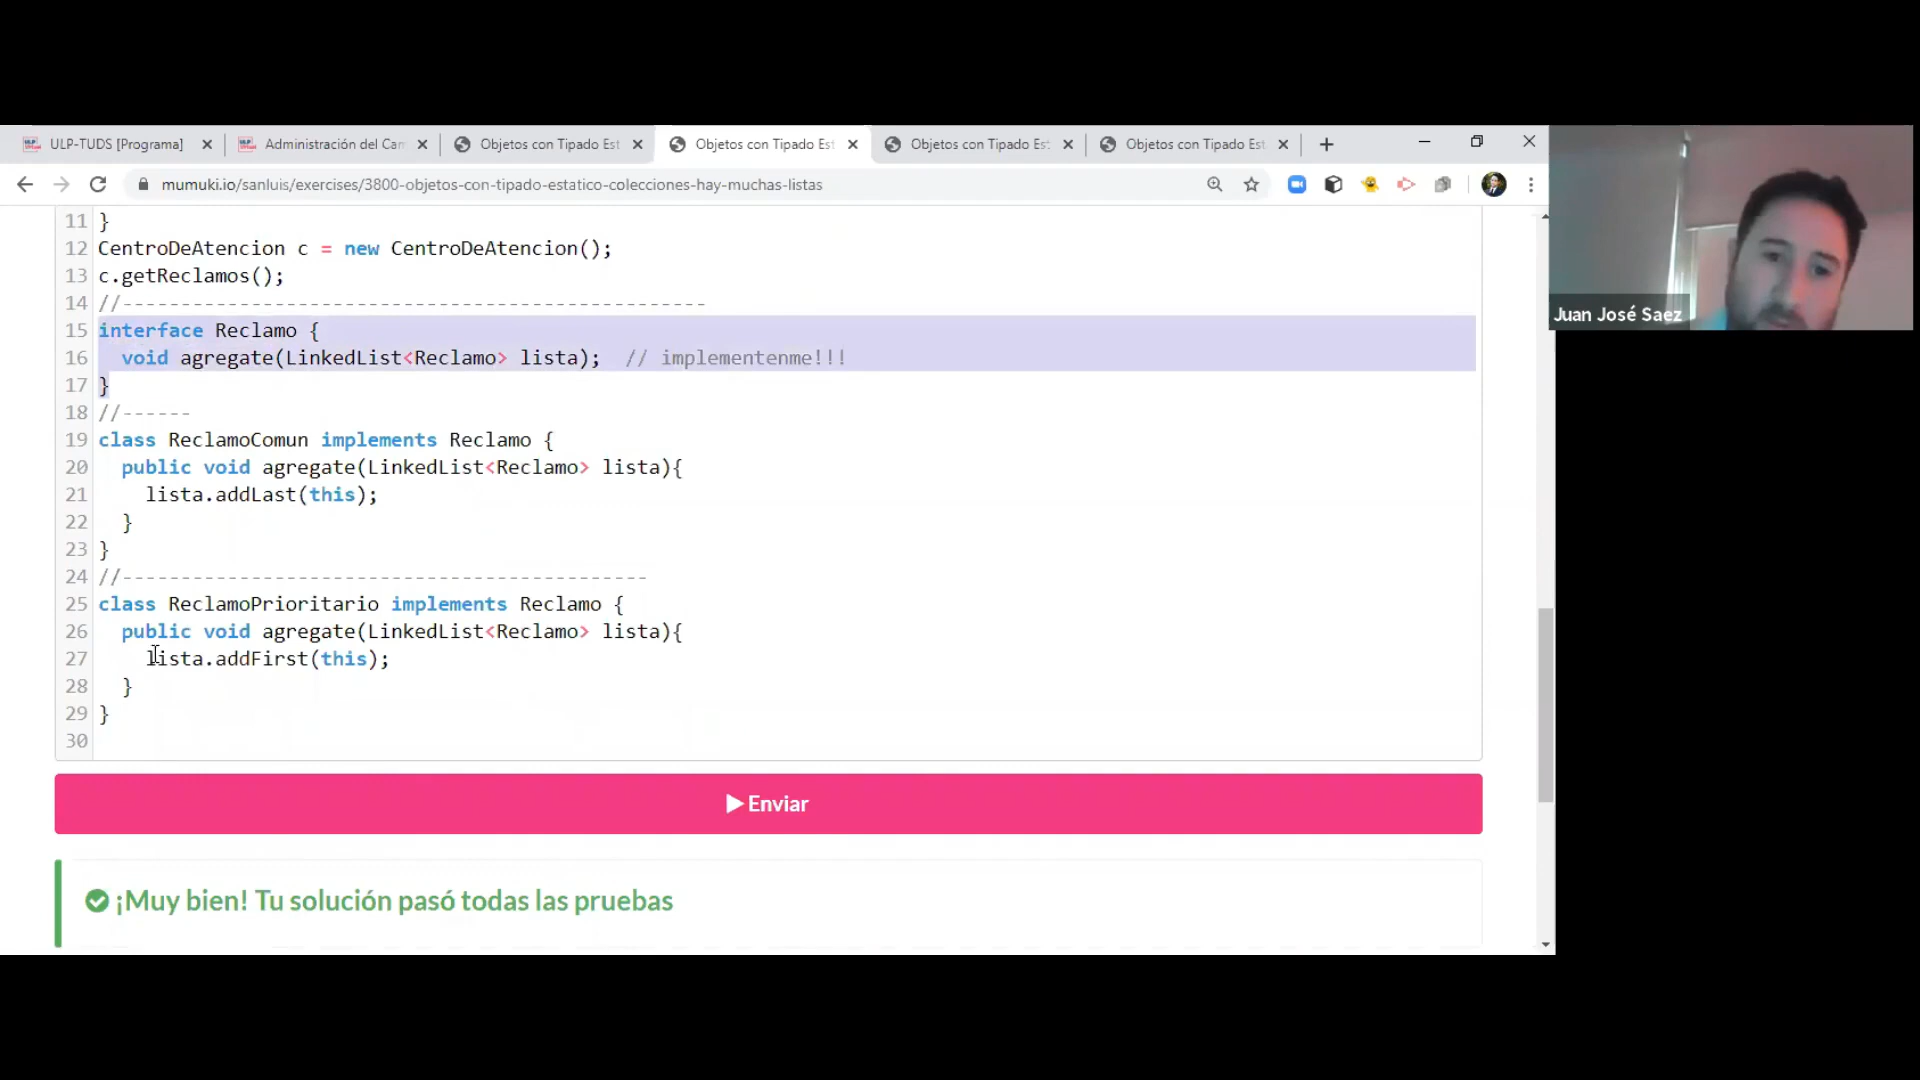 ULP-TUDS [Programa]
Administración del Cam
Objetos con Tipado Est
Objetos con Tipado Est
Objetos con Tipado Est
Objetos con Tipado Est
mumuki.io/sanluis/exercises/3800-objetos-con-tipado-estatico-colecciones-hay-muchas-listas
11 }
12 CentroDeAtencion c = new CentroDeAtencion();
13 c.getReclamos();
14 //--------------------------------------------------
15 interface Reclamo {
16   void agregate(LinkedList<Reclamo> lista);  // implementenme!!!
17 }
18 //------
19 class ReclamoComun implements Reclamo {
20   public void agregate(LinkedList<Reclamo> lista){
21     lista.addLast(this);
22   }
23 }
24 //---------------------------------------------
25 class ReclamoPrioritario implements Reclamo {
26   public void agregate(LinkedList<Reclamo> lista){
27     lista.addFirst(this);
28   }
29 }
30
Enviar
¡Muy bien! Tu solución pasó todas las pruebas
Juan José Saez